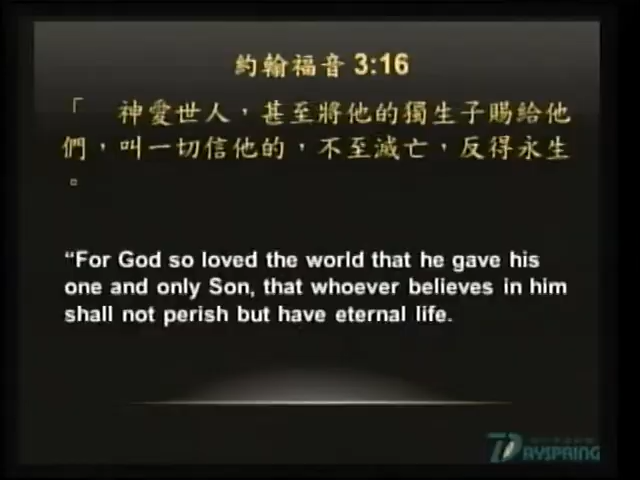 約翰福音 3:16
「　神愛世人，甚至將他的獨生子賜給他
們，叫一切信他的，不至滅亡，反得永生
。
“For God so loved the world that he gave his
one and only Son, that whoever believes in him
shall not perish but have eternal life.
DAYSPRING